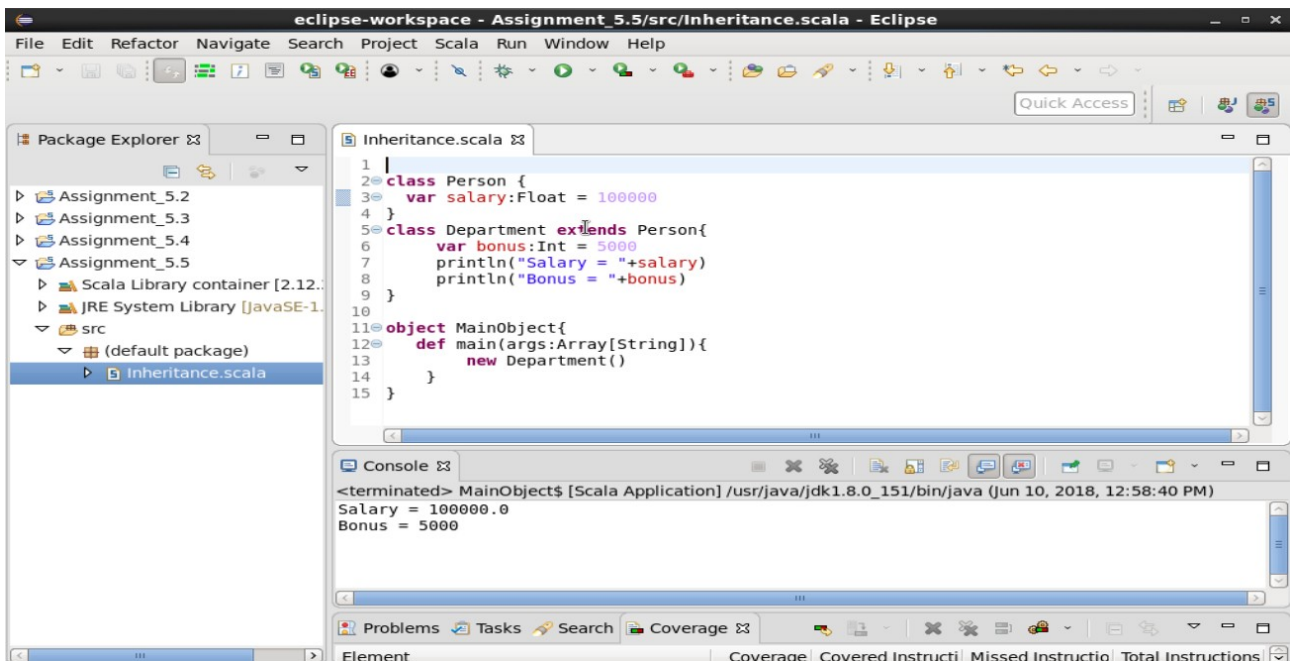 eclipse-workspace - Assignment_5.5/src/Inheritance.scala - Eclipse
File Edit Refactor Navigate Search Project Scala Run Window Help
Quick Access
Package Explorer
Assignment_5.2
Assignment_5.3
Assignment_5.4
Assignment_5.5
Scala Library container [2.12.
JRE System Library [JavaSE-1.
src
(default package)
Inheritance.scala
Inheritance.scala
1
2 class Person {
3   var salary:Float = 100000
4 }
5 class Department extends Person{
6      var bonus:Int = 5000
7      println("Salary = "+salary)
8      println("Bonus = "+bonus)
9 }
10
11 object MainObject{
12    def main(args:Array[String]){
13         new Department()
14     }
15 }
Console
<terminated> MainObject$ [Scala Application] /usr/java/jdk1.8.0_151/bin/java (Jun 10, 2018, 12:58:40 PM)
Salary = 100000.0
Bonus = 5000
Problems Tasks Search Coverage
Element Coverage Covered Instructi Missed Instructio Total Instructions